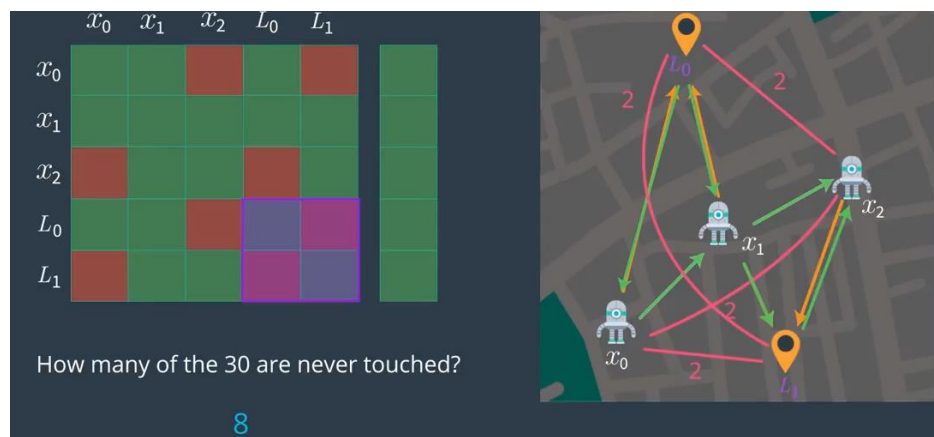 x₀ x₁ x₂ L₀ L₁
x₀
x₁
x₂
L₀
L₁
How many of the 30 are never touched?
8
L₀
2
2
x₂
x₁
2
x₀
2
L₁